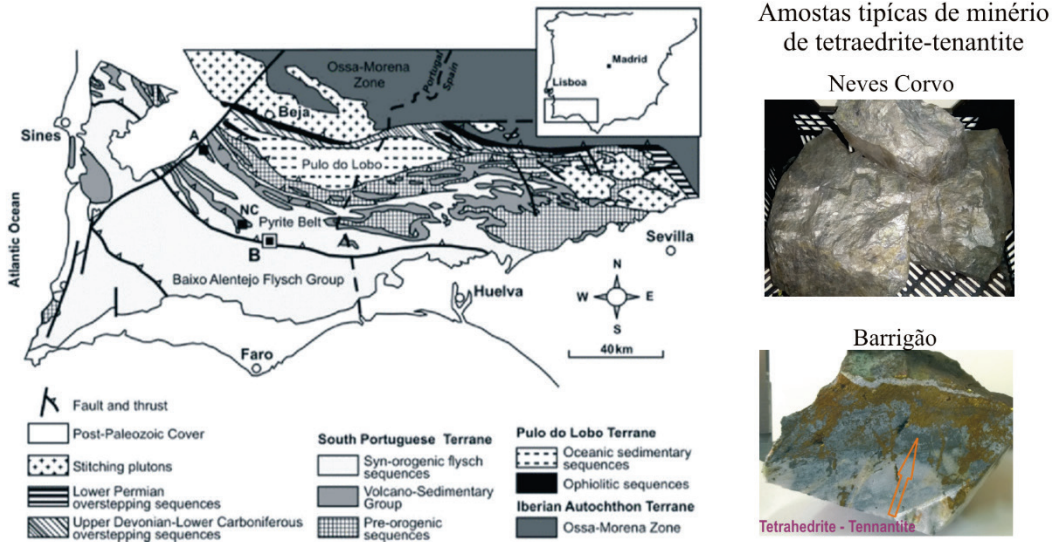 Ossa-Morena
Zone
Portugal
Spain
Madrid
Lisboa
Sines
Beja
A
Pulo do Lobo
NC
Pyrite Belt
B
A
Sevilla
Atlantic Ocean
Baixo Alentejo Flysch Group
Huelva
N
W
E
S
Faro
40km
Fault and thrust
Post-Paleozoic Cover
Stitching plutons
Lower Permian
overstepping sequences
Upper Devonian-Lower Carboniferous
overstepping sequences
South Portuguese Terrane
Syn-orogenic flysch
sequences
Volcano-Sedimentary
Group
Pre-orogenic
sequences
Pulo do Lobo Terrane
Oceanic sedimentary
sequences
Ophiolitic sequences
Iberian Autochthon Terrane
Ossa-Morena Zone
Amostas tipícas de minério
de tetraedrite-tenantite
Neves Corvo
Barrigão
Tetrahedrite - Tennantite